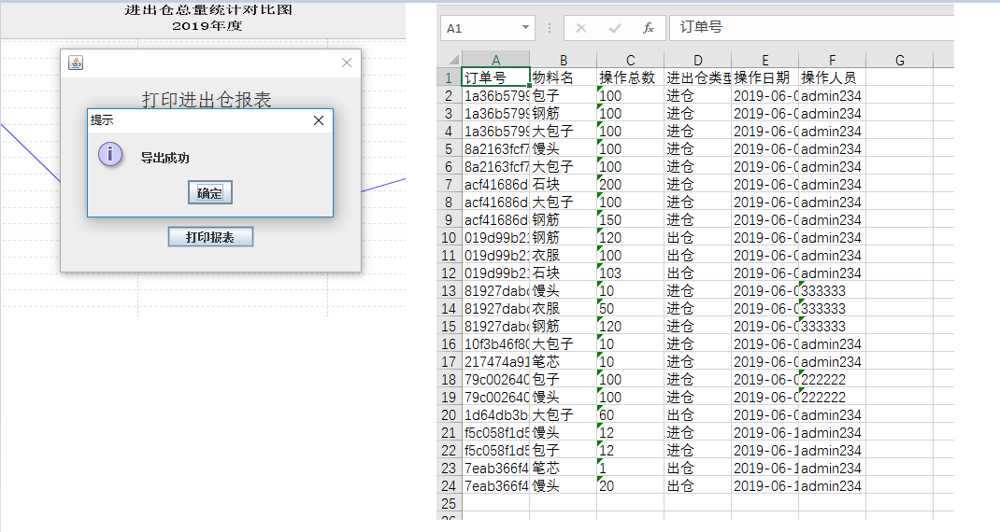 进出仓总量统计对比图
2019年度
打印进出仓报表
提示
导出成功
确定
打印报表
A1 fx 订单号
A B C D E F G
1 订单号 物料名 操作总数 进出仓类型 操作日期 操作人员
2 1a36b5799 包子 100 进仓 2019-06-0 admin234
3 1a36b5799 钢筋 100 进仓 2019-06-0 admin234
4 1a36b5799 大包子 100 进仓 2019-06-0 admin234
5 8a2163fcf7 馒头 100 进仓 2019-06-0 admin234
6 8a2163fcf7 大包子 100 进仓 2019-06-0 admin234
7 acf41686d 石块 200 进仓 2019-06-0 admin234
8 acf41686d 大包子 100 进仓 2019-06-0 admin234
9 acf41686d 钢筋 150 进仓 2019-06-0 admin234
10 019d99b21 钢筋 120 出仓 2019-06-0 admin234
11 019d99b21 衣服 100 出仓 2019-06-0 admin234
12 019d99b21 石块 103 出仓 2019-06-0 admin234
13 81927dabc 馒头 10 进仓 2019-06-0 333333
14 81927dabc 衣服 50 进仓 2019-06-0 333333
15 81927dabc 钢筋 120 进仓 2019-06-0 333333
16 10f3b46f80 大包子 10 进仓 2019-06-0 admin234
17 217474a91 笔芯 10 进仓 2019-06-0 admin234
18 79c002640 包子 100 进仓 2019-06-0 222222
19 79c002640 馒头 100 进仓 2019-06-0 222222
20 1d64db3b 大包子 60 出仓 2019-06-1 admin234
21 f5c058f1d5 馒头 12 进仓 2019-06-1 admin234
22 f5c058f1d5 包子 12 进仓 2019-06-1 admin234
23 7eab366f4 笔芯 1 出仓 2019-06-1 admin234
24 7eab366f4 馒头 20 出仓 2019-06-1 admin234
25